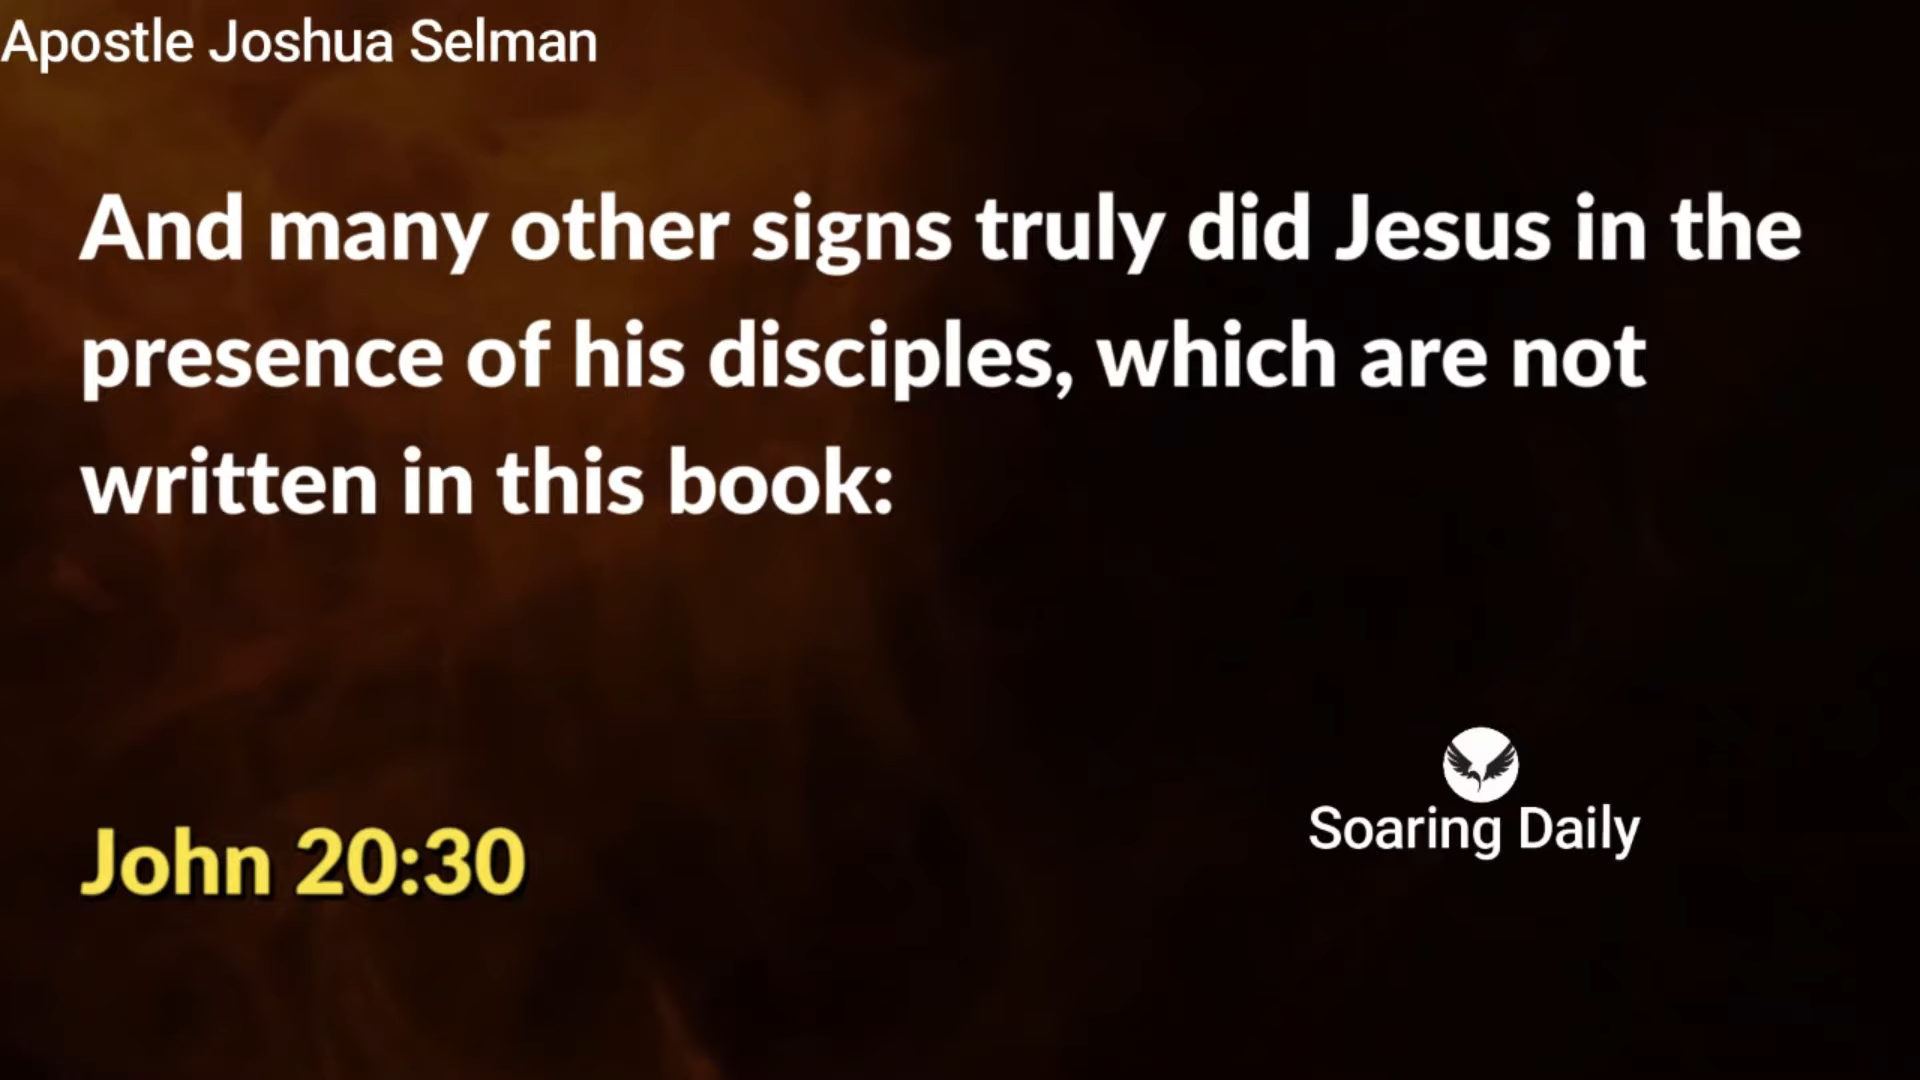 Apostle Joshua Selman
And many other signs truly did Jesus in the
presence of his disciples, which are not
written in this book:
John 20:30
Soaring Daily